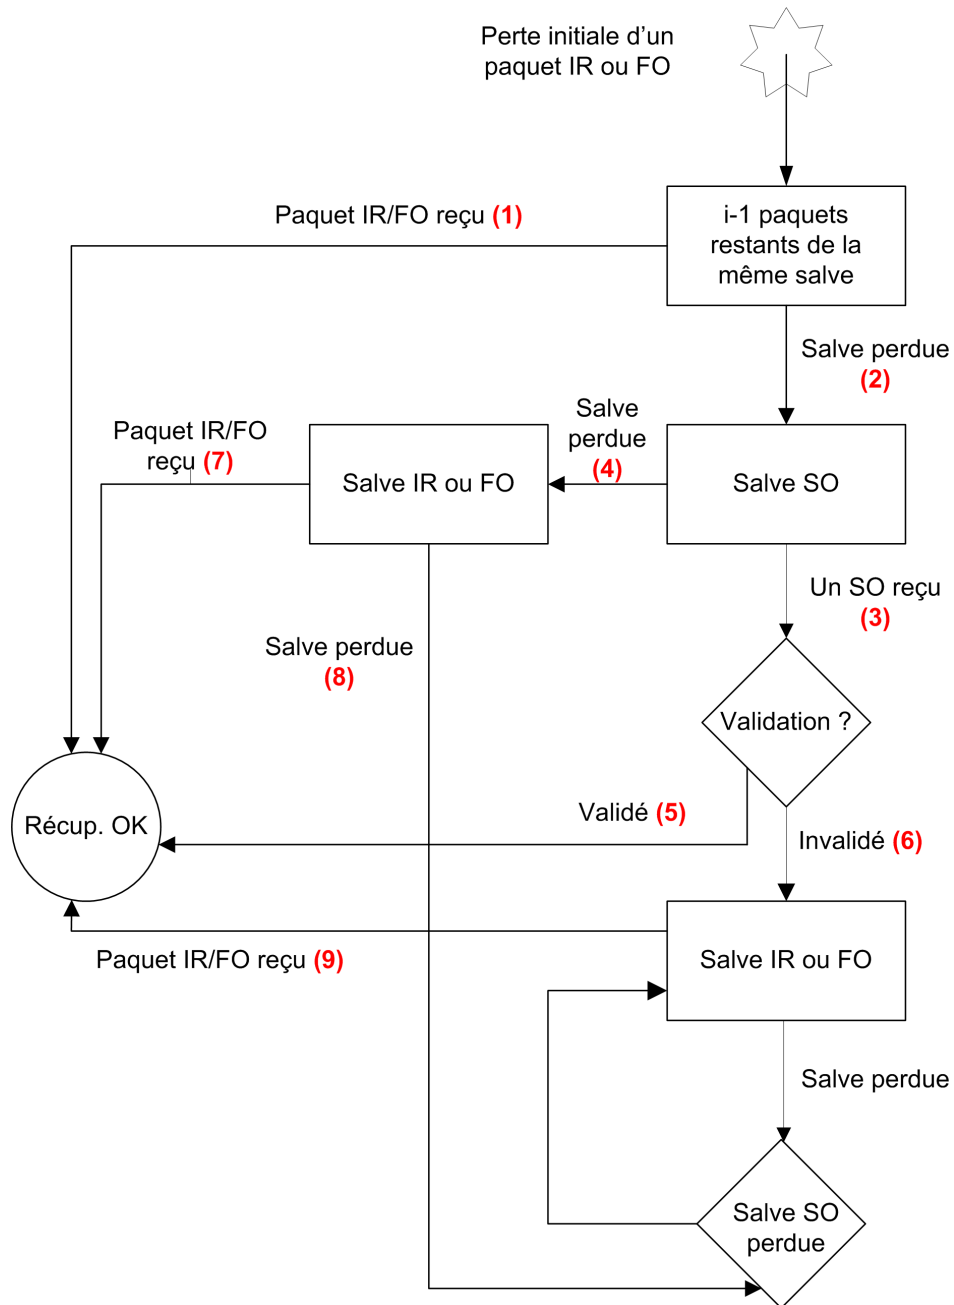 Perte initiale d'un
paquet IR ou FO
Paquet IR/FO reçu (1)
i-1 paquets
restants de la
même salve
Salve perdue
(2)
Salve
perdue
(4)
Paquet IR/FO
reçu (7)
Salve IR ou FO
Salve SO
Un SO reçu
(3)
Salve perdue
(8)
Validation ?
Validé (5)
Récup. OK
Invalidé (6)
Paquet IR/FO reçu (9)
Salve IR ou FO
Salve perdue
Salve SO
perdue